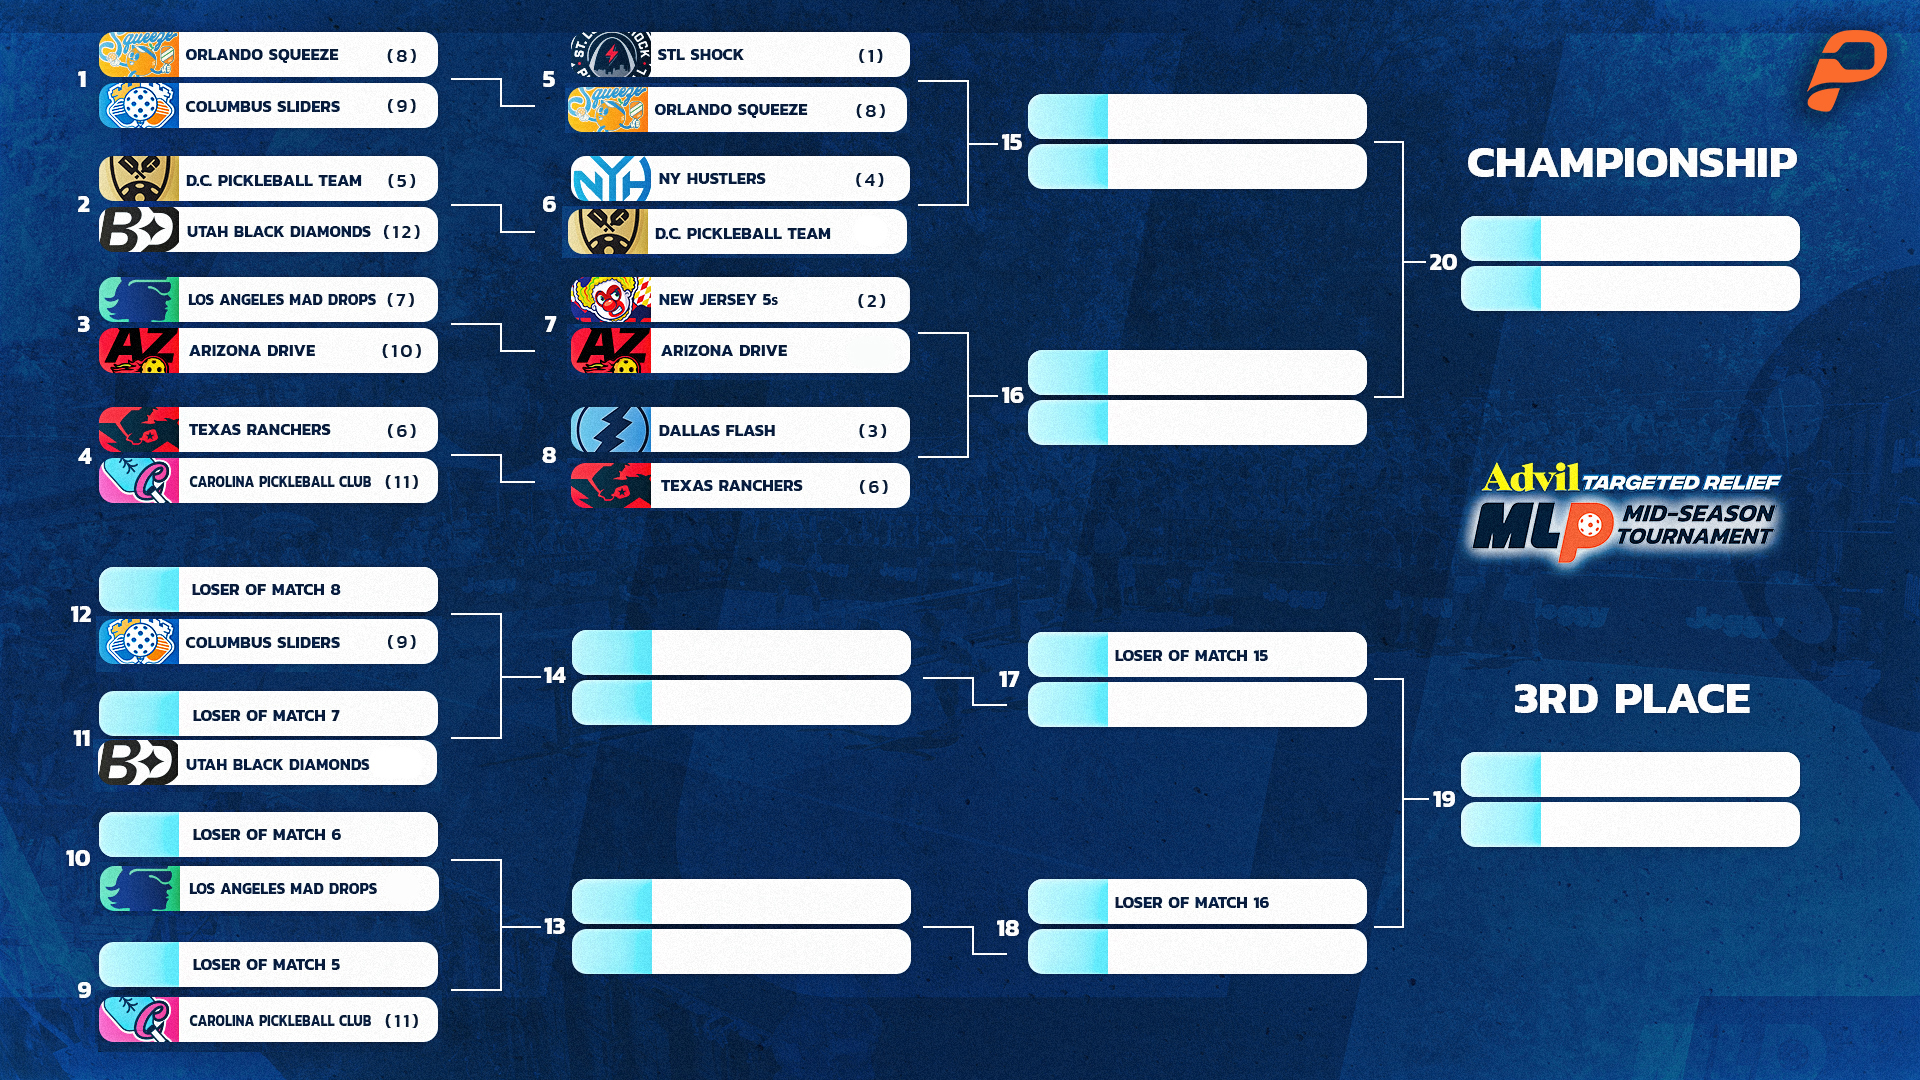 1
ORLANDO SQUEEZE (8)
COLUMBUS SLIDERS (9)
2
D.C. PICKLEBALL TEAM (5)
UTAH BLACK DIAMONDS (12)
3
LOS ANGELES MAD DROPS (7)
ARIZONA DRIVE (10)
4
TEXAS RANCHERS (6)
CAROLINA PICKLEBALL CLUB (11)
5
STL SHOCK (1)
ORLANDO SQUEEZE (8)
6
NY HUSTLERS (4)
D.C. PICKLEBALL TEAM
7
NEW JERSEY 5s (2)
ARIZONA DRIVE
8
DALLAS FLASH (3)
TEXAS RANCHERS (6)
15
16
CHAMPIONSHIP
20
Advil TARGETED RELIEF
MLP MID-SEASON
TOURNAMENT
12
LOSER OF MATCH 8
COLUMBUS SLIDERS (9)
11
LOSER OF MATCH 7
UTAH BLACK DIAMONDS
10
LOSER OF MATCH 6
LOS ANGELES MAD DROPS
9
LOSER OF MATCH 5
CAROLINA PICKLEBALL CLUB (11)
14
13
17
LOSER OF MATCH 15
18
LOSER OF MATCH 16
3RD PLACE
19